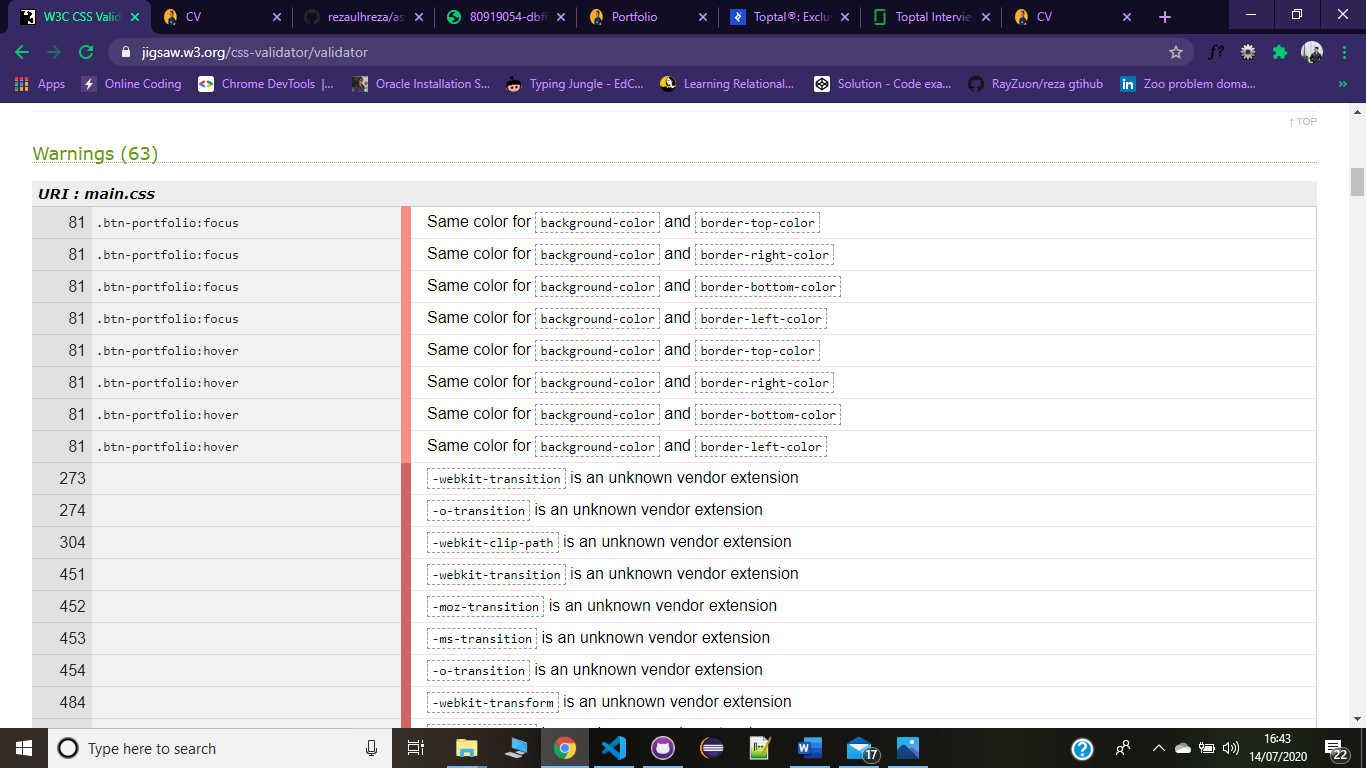 W3C CSS Valid
CV
rezaulhreza/as
80919054-dbf
Portfolio
Toptal®: Exclus
Toptal Intervie
CV
jigsaw.w3.org/css-validator/validator
Apps
Online Coding
Chrome DevTools |...
Oracle Installation S...
Typing Jungle - EdC...
Learning Relational...
Solution - Code exa...
RayZuon/reza gtihub
Zoo problem doma...
↑ TOP
Warnings (63)
URI : main.css
81 .btn-portfolio:focus Same color for background-color and border-top-color
81 .btn-portfolio:focus Same color for background-color and border-right-color
81 .btn-portfolio:focus Same color for background-color and border-bottom-color
81 .btn-portfolio:focus Same color for background-color and border-left-color
81 .btn-portfolio:hover Same color for background-color and border-top-color
81 .btn-portfolio:hover Same color for background-color and border-right-color
81 .btn-portfolio:hover Same color for background-color and border-bottom-color
81 .btn-portfolio:hover Same color for background-color and border-left-color
273 -webkit-transition is an unknown vendor extension
274 -o-transition is an unknown vendor extension
304 -webkit-clip-path is an unknown vendor extension
451 -webkit-transition is an unknown vendor extension
452 -moz-transition is an unknown vendor extension
453 -ms-transition is an unknown vendor extension
454 -o-transition is an unknown vendor extension
484 -webkit-transform is an unknown vendor extension
Type here to search
17
16:43
14/07/2020
22